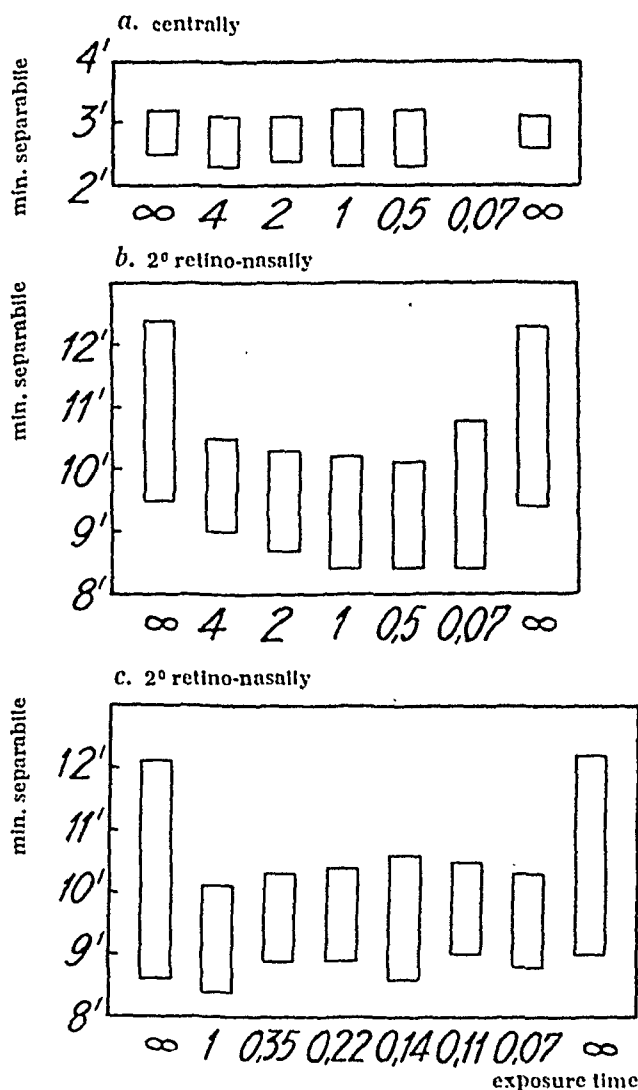 a. centrally
min. separabile
4'
3'
2'
∞ 4 2 1 0,5 0,07 ∞
b. 2º retino-nasally
min. separabile
12'
11'
10'
9'
8'
∞ 4 2 1 0,5 0,07 ∞
c. 2º retino-nasally
min. separabile
12'
11'
10'
9'
8'
∞ 1 0,35 0,22 0,14 0,11 0,07 ∞
exposure time